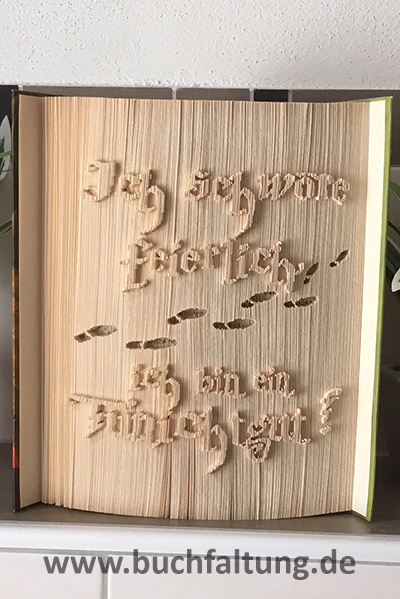 Ich schwöre
feierlich,
ich bin ein
Tunichtgut!
www.buchfaltung.de